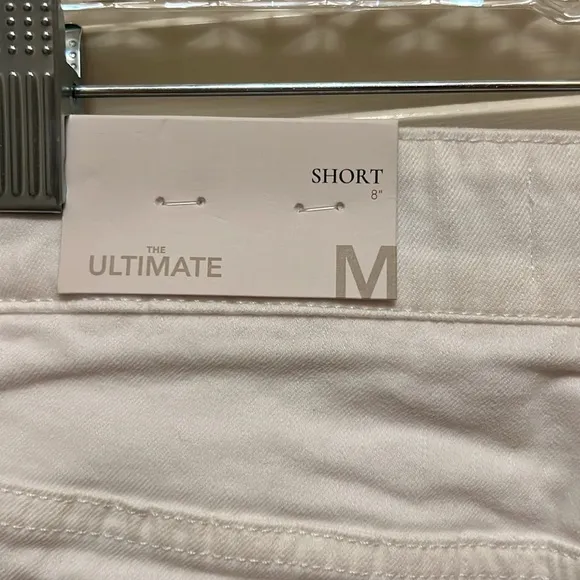 SHORT
8"
THE
ULTIMATE
M